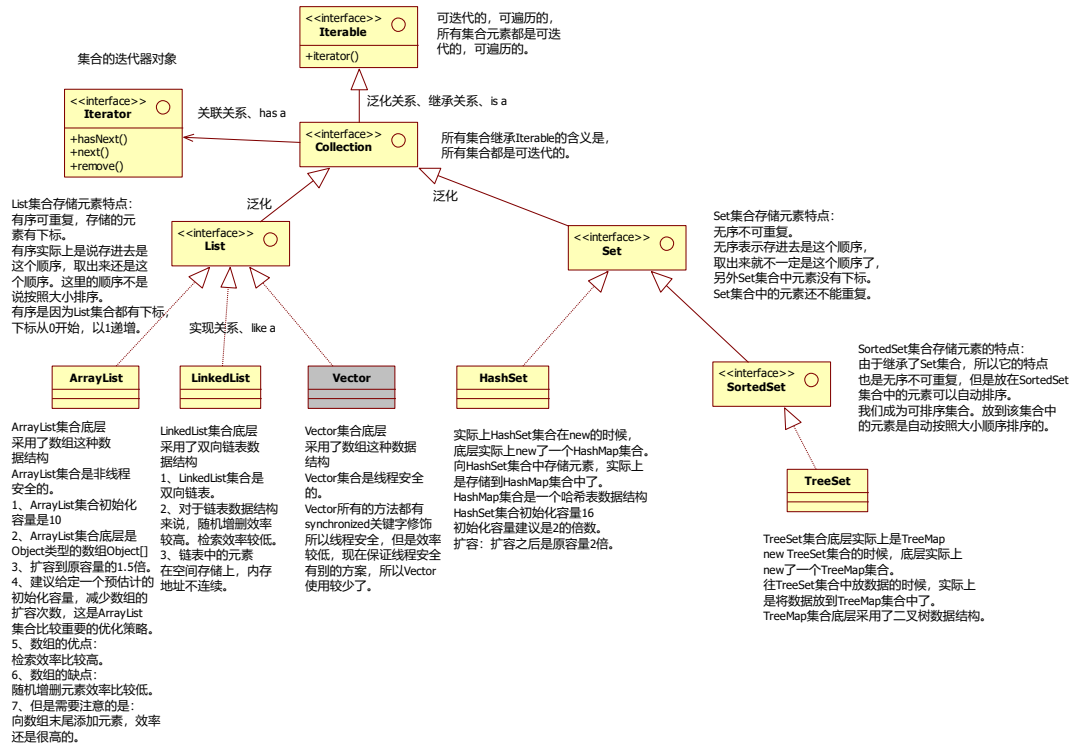 <<interface>>
Iterable
+iterator()
可迭代的，可遍历的，
所有集合元素都是可迭
代的，可遍历的。
集合的迭代器对象
<<interface>>
Iterator
+hasNext()
+next()
+remove()
关联关系、has a
泛化关系、继承关系、is a
<<interface>>
Collection
所有集合继承Iterable的含义是，
所有集合都是可迭代的。
泛化
泛化
List集合存储元素特点：
有序可重复，存储的元
素有下标。
有序实际上是说存进去是
这个顺序，取出来还是这
个顺序。这里的顺序不是
说按照大小排序。
有序是因为List集合都有下标，
下标从0开始，以1递增。
<<interface>>
List
<<interface>>
Set
Set集合存储元素特点：
无序不可重复。
无序表示存进去是这个顺序，
取出来就不一定是这个顺序了，
另外Set集合中元素没有下标。
Set集合中的元素还不能重复。
实现关系、like a
ArrayList
LinkedList
Vector
HashSet
<<interface>>
SortedSet
SortedSet集合存储元素的特点：
由于继承了Set集合，所以它的特点
也是无序不可重复，但是放在SortedSet
集合中的元素可以自动排序。
我们成为可排序集合。放到该集合中
的元素是自动按照大小顺序排序的。
ArrayList集合底层
采用了数组这种数
据结构
ArrayList集合是非线程
安全的。
1、ArrayList集合初始化
容量是10
2、ArrayList集合底层是
Object类型的数组Object[]
3、扩容到原容量的1.5倍。
4、建议给定一个预估计的
初始化容量，减少数组的
扩容次数，这是ArrayList
集合比较重要的优化策略。
5、数组的优点：
检索效率比较高。
6、数组的缺点：
随机增删元素效率比较低。
7、但是需要注意的是：
向数组末尾添加元素，效率
还是很高的。
LinkedList集合底层
采用了双向链表数
据结构
1、LinkedList集合是
双向链表。
2、对于链表数据结构
来说，随机增删效率
较高。检索效率较低。
3、链表中的元素
在空间存储上，内存
地址不连续。
Vector集合底层
采用了数组这种数据
结构
Vector集合是线程安全
的。
Vector所有的方法都有
synchronized关键字修饰
所以线程安全，但是效率
较低，现在保证线程安全
有别的方案，所以Vector
使用较少了。
实际上HashSet集合在new的时候，
底层实际上new了一个HashMap集合。
向HashSet集合中存储元素，实际上
是存储到HashMap集合中了。
HashMap集合是一个哈希表数据结构
HashSet集合初始化容量16
初始化容量建议是2的倍数。
扩容：扩容之后是原容量2倍。
TreeSet
TreeSet集合底层实际上是TreeMap
new TreeSet集合的时候，底层实际上
new了一个TreeMap集合。
往TreeSet集合中放数据的时候，实际上
是将数据放到TreeMap集合中了。
TreeMap集合底层采用了二叉树数据结构。